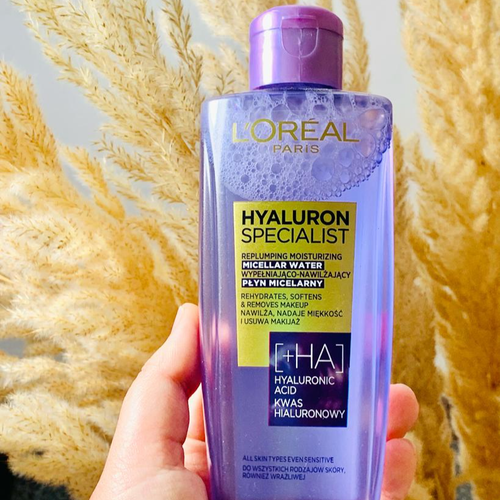 L'ORÉAL
PARIS
HYALURON
SPECIALIST
REPLUMPING MOISTURIZING
MICELLAR WATER
WYPEŁNIAJĄCO-NAWILŻAJĄCY
PŁYN MICELARNY
REHYDRATES, SOFTENS
& REMOVES MAKEUP
NAWILŻA, NADAJE MIĘKKOŚĆ
I USUWA MAKIJAŻ
[+HA]
HYALURONIC
ACID
KWAS
HIALURONOWY
ALL SKIN TYPES EVEN SENSITIVE
DO WSZYSTKICH RODZAJÓW SKÓRY,
RÓWNIEŻ WRAŻLIWEJ